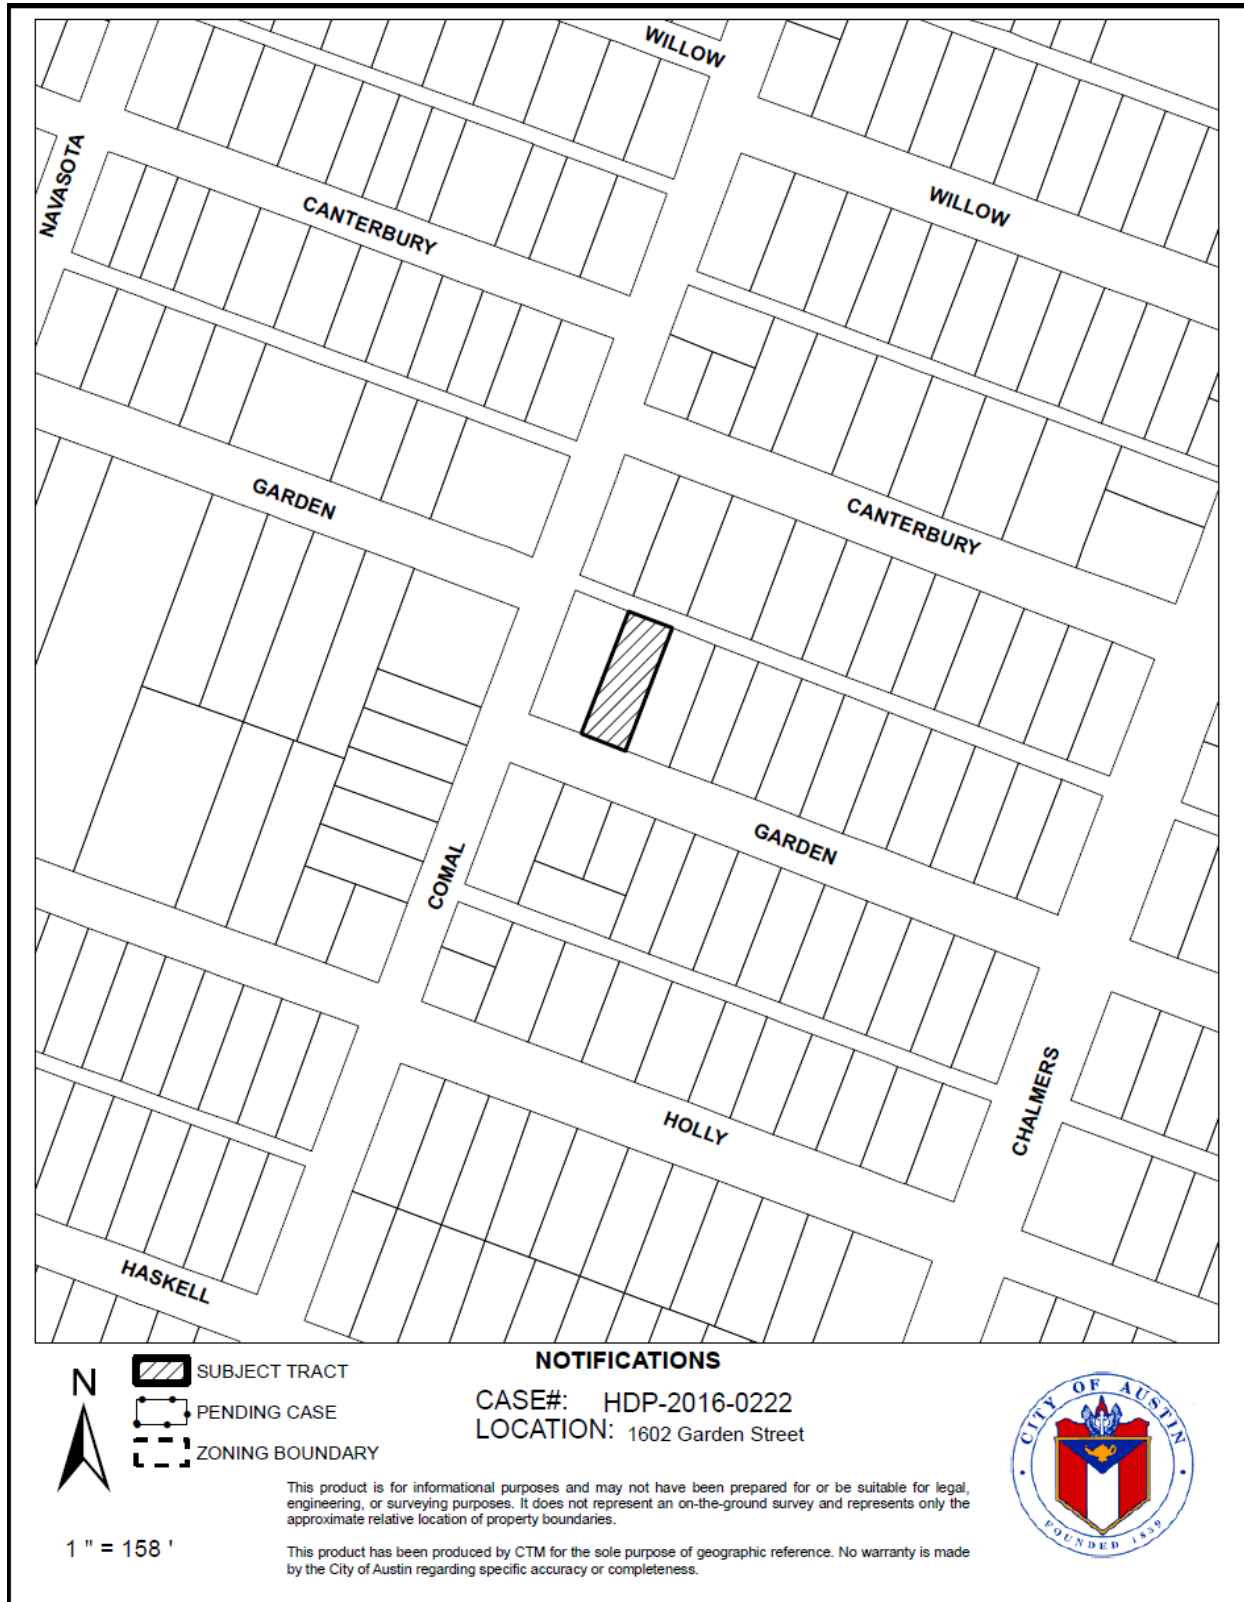 WILLOW
NAVASOTA
CANTERBURY
WILLOW
GARDEN
CANTERBURY
COMAL
GARDEN
CHALMERS
HOLLY
HASKELL
N
SUBJECT TRACT
PENDING CASE
ZONING BOUNDARY
1 " = 158 '
NOTIFICATIONS
CASE#: HDP-2016-0222
LOCATION: 1602 Garden Street
This product is for informational purposes and may not have been prepared for or be suitable for legal,
engineering, or surveying purposes. It does not represent an on-the-ground survey and represents only the
approximate relative location of property boundaries.
This product has been produced by CTM for the sole purpose of geographic reference. No warranty is made
by the City of Austin regarding specific accuracy or completeness.
CITY OF AUSTIN
FOUNDED 1839